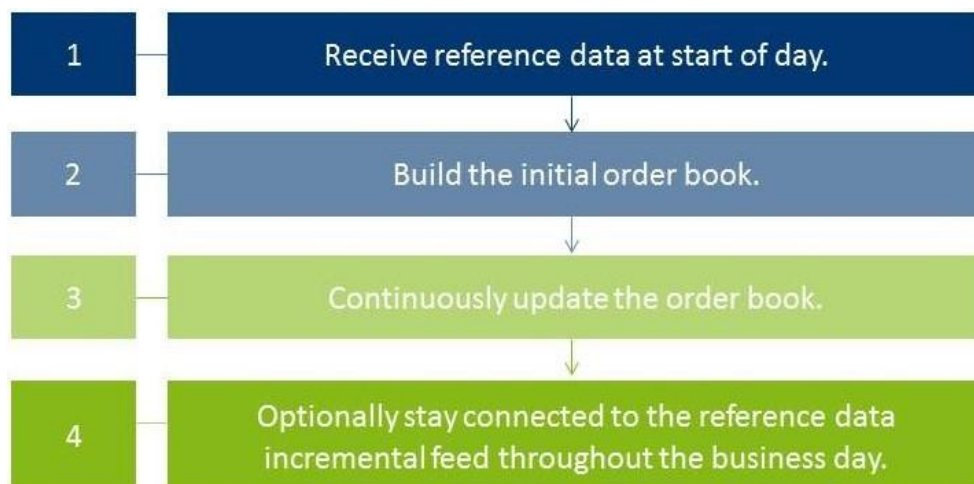 1
Receive reference data at start of day.
2
Build the initial order book.
3
Continuously update the order book.
4
Optionally stay connected to the reference data
incremental feed throughout the business day.